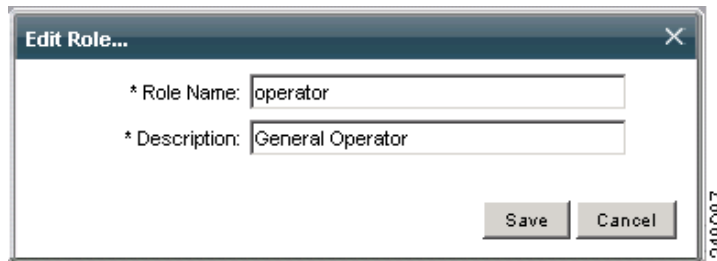 Edit Role...
* Role Name: operator
* Description: General Operator
Save Cancel